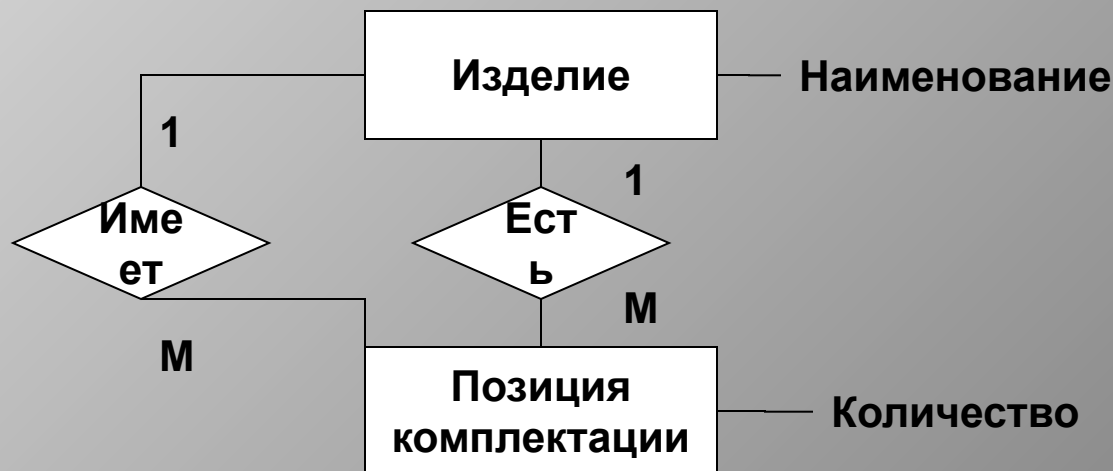 Изделие
Наименование
1
1
Име
ет
Ест
ь
М
М
Позиция
комплектации
Количество